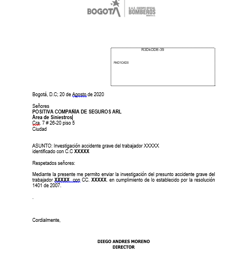 BOGOTÁ
BOMBEROS
RADICADO-20
Bogotá, D.C, 20 de Agosto de 2020
Señores
POSITIVA COMPAÑÍA DE SEGUROS ARL
Área de Siniestros
Cra. 7 # 26-20 piso 5
Ciudad
ASUNTO: Investigación accidente grave del trabajador XXXXX
identificado con C.C XXXXX
Respetados señores:
Mediante la presente me permito enviar la investigación del presunto accidente grave del
trabajador XXXXX con CC. XXXXX, en cumplimiento de lo establecido por la resolución
1401 de 2007.
.
Cordialmente,
DIEGO ANDRES MORENO
DIRECTOR